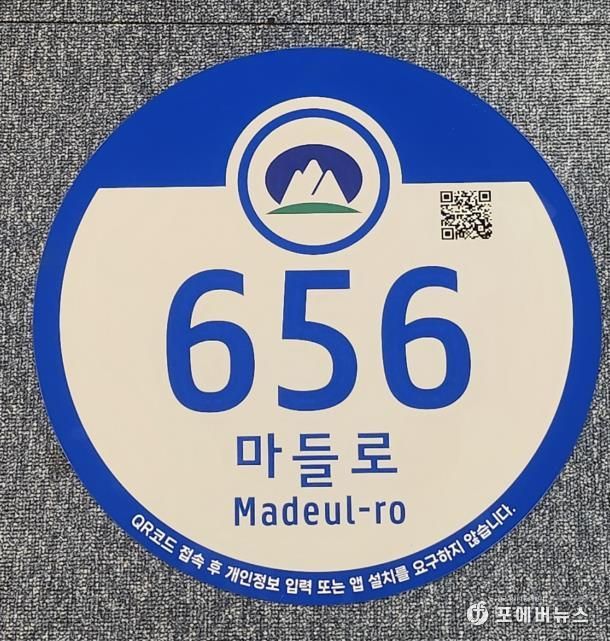 656
마들로
Madeul-ro
QR코드 접속 후 개인정보 입력 또는 앱 설치를 요구하지 않습니다.
포에버뉴스